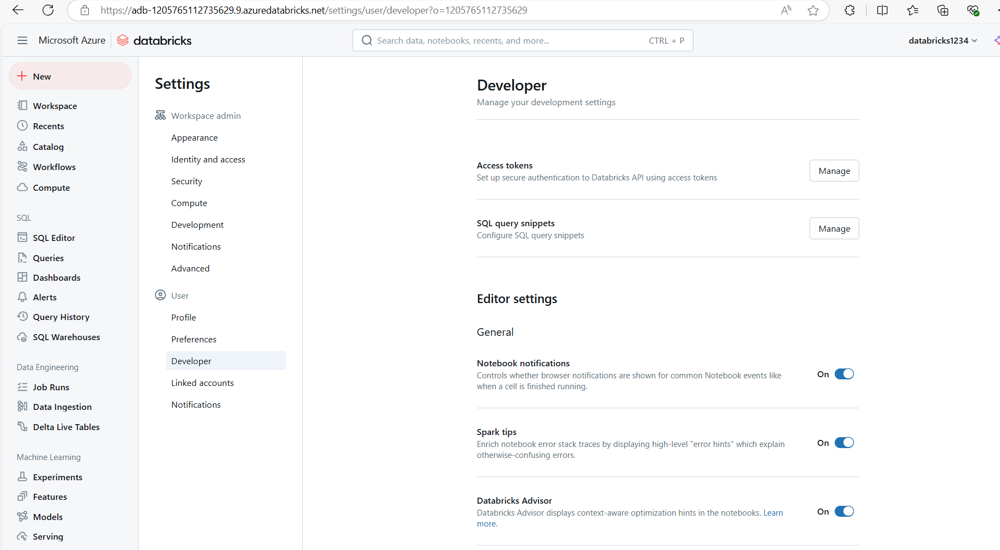 https://adb-1205765112735629.9.azuredatabricks.net/settings/user/developer?o=1205765112735629
Microsoft Azure
databricks
Search data, notebooks, recents, and more...
CTRL + P
databricks1234
New
Workspace
Recents
Catalog
Workflows
Compute
SQL
SQL Editor
Queries
Dashboards
Alerts
Query History
SQL Warehouses
Data Engineering
Job Runs
Data Ingestion
Delta Live Tables
Machine Learning
Experiments
Features
Models
Serving
Settings
Workspace admin
Appearance
Identity and access
Security
Compute
Development
Notifications
Advanced
User
Profile
Preferences
Developer
Linked accounts
Notifications
Developer
Manage your development settings
Access tokens
Set up secure authentication to Databricks API using access tokens
Manage
SQL query snippets
Configure SQL query snippets
Manage
Editor settings
General
Notebook notifications
Controls whether browser notifications are shown for common Notebook events like
when a cell is finished running.
On
Spark tips
Enrich notebook error stack traces by displaying high-level "error hints" which explain
otherwise-confusing errors.
On
Databricks Advisor
Databricks Advisor displays context-aware optimization hints in the notebooks. Learn
more.
On